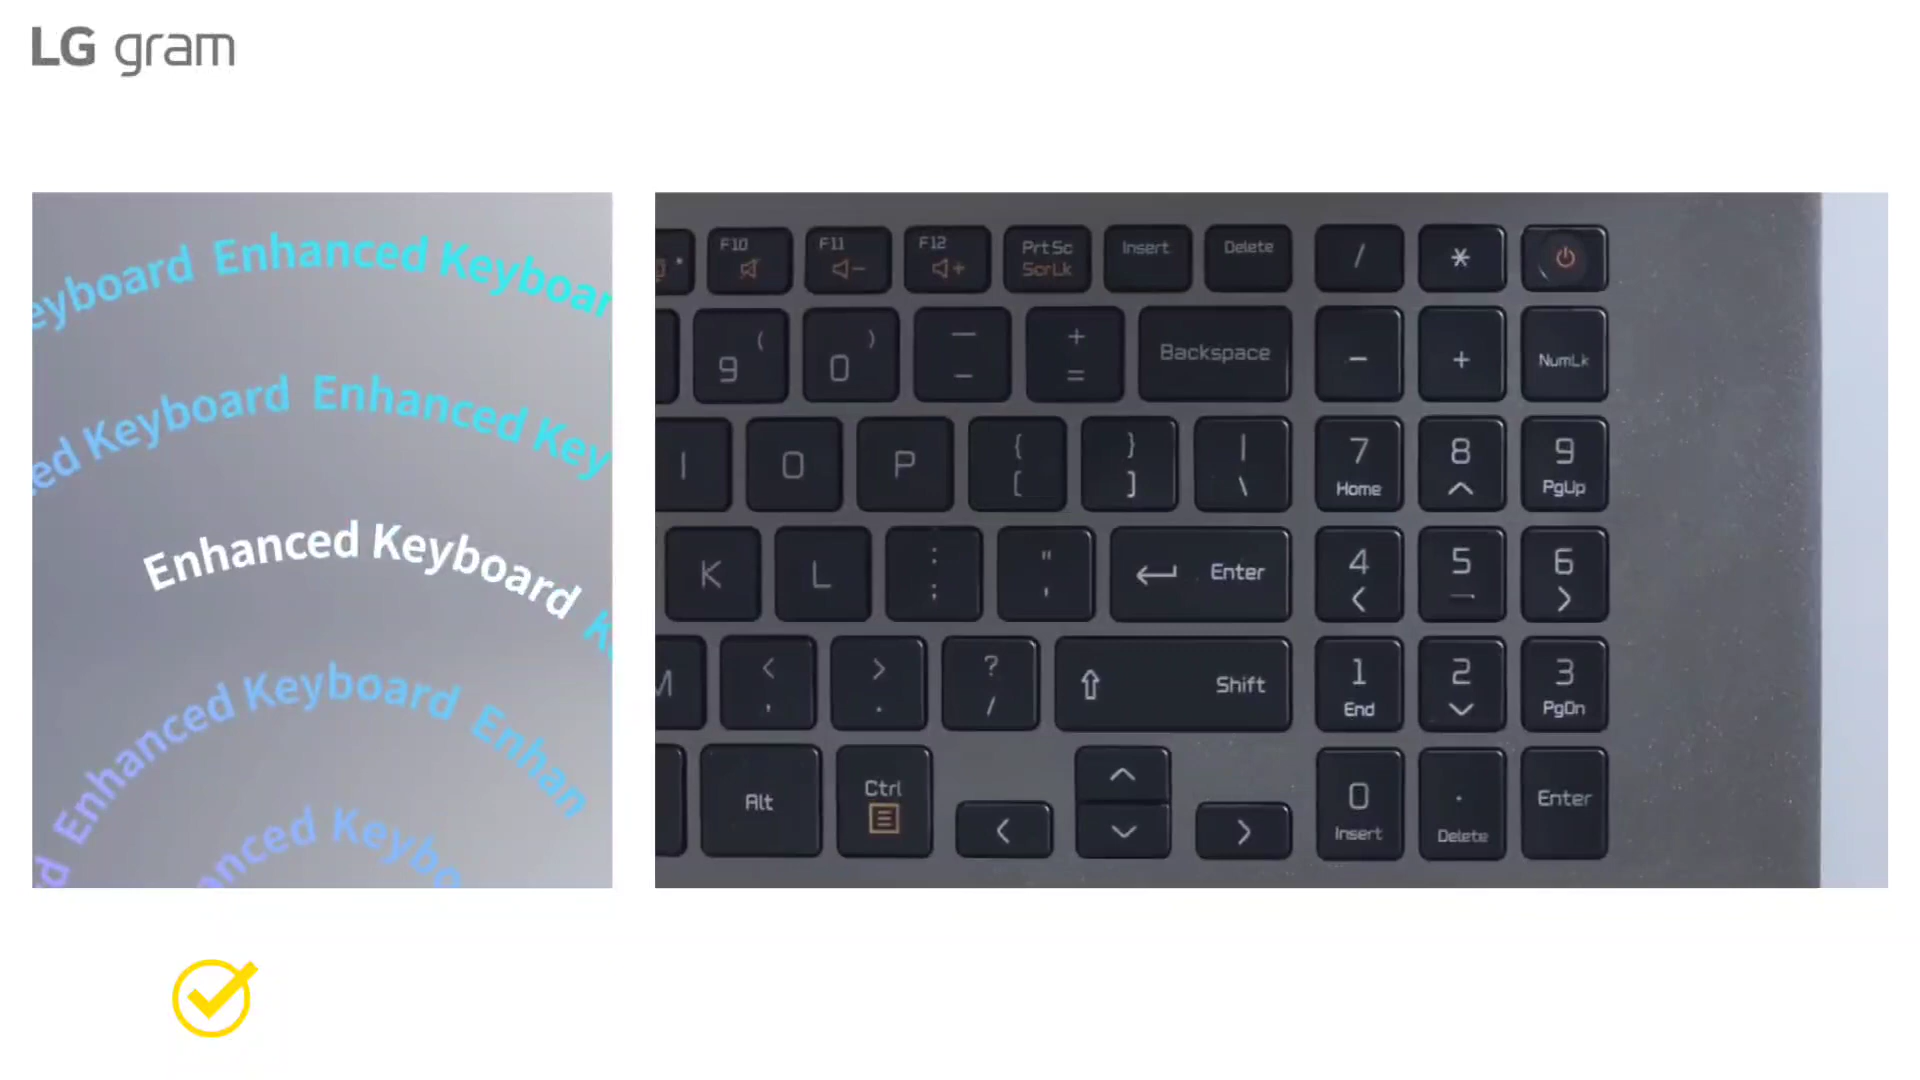 LG gram
eyboard Enhanced Keyboar
ed Keyboard Enhanced Key
Enhanced Keyboard
Enhanced Keyboard Enhan
d
nced Keybo
F10 F11 F12 PrtSc ScrLk Insert Delete / *
9 ( 0 ) — – + = Backspace - + NumLk
I O P { [ } ] | \ 7 Home 8 9 PgUp
K L : ; " ' Enter 4 < 5 — 6 >
M < , > . ? / Shift 1 End 2 3 PgDn
Alt Ctrl 0 Insert . Delete Enter